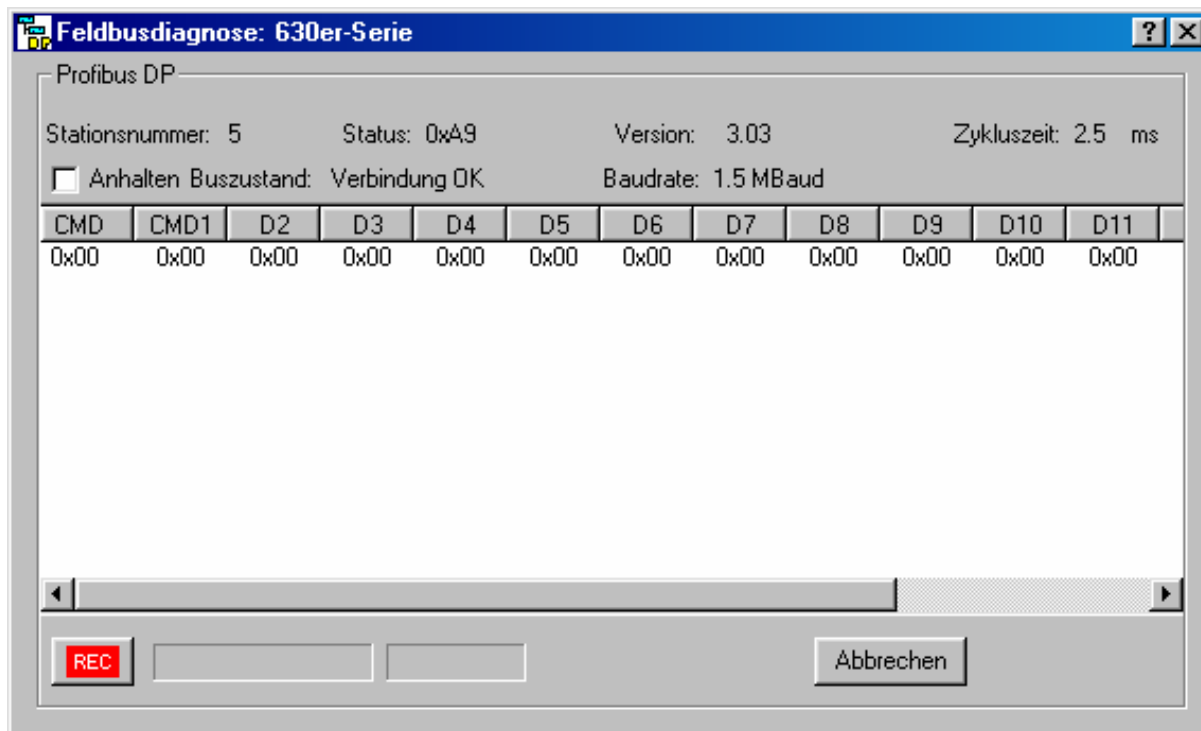 Feldbusdiagnose: 630er-Serie
Profibus DP
Stationsnummer: 5 Status: 0xA9 Version: 3.03 Zykluszeit: 2.5 ms
Anhalten Buszustand: Verbindung OK Baudrate: 1.5 MBaud
CMD CMD1 D2 D3 D4 D5 D6 D7 D8 D9 D10 D11
0x00 0x00 0x00 0x00 0x00 0x00 0x00 0x00 0x00 0x00 0x00 0x00
REC Abbrechen